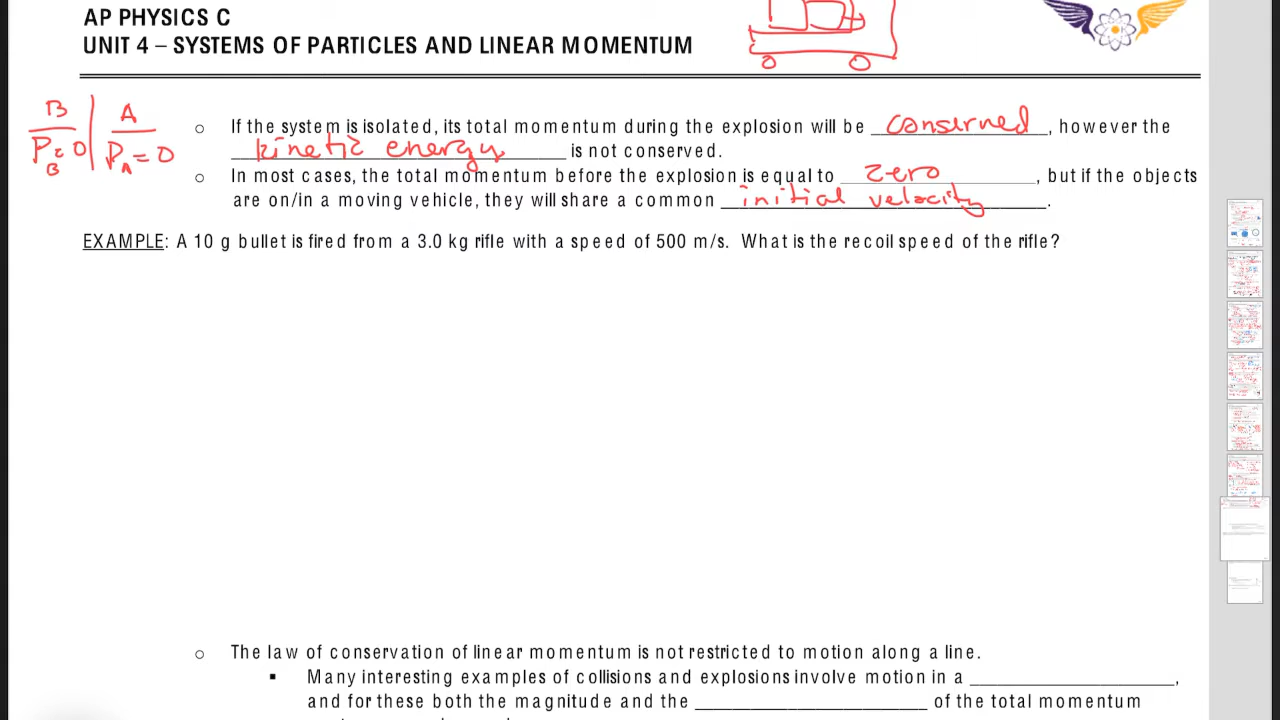 AP PHYSICS C
UNIT 4 – SYSTEMS OF PARTICLES AND LINEAR MOMENTUM
B | A
P_B = 0 | P_A = 0
o If the system is isolated, its total momentum during the explosion will be conserved, however the
kinetic energy is not conserved.
o In most cases, the total momentum before the explosion is equal to zero, but if the objects
are on/in a moving vehicle, they will share a common initial velocity.
EXAMPLE: A 10 g bullet is fired from a 3.0 kg rifle with a speed of 500 m/s. What is the recoil speed of the rifle?
o The law of conservation of linear momentum is not restricted to motion along a line.
▪ Many interesting examples of collisions and explosions involve motion in a ____________________,
and for these both the magnitude and the ______________________ of the total momentum